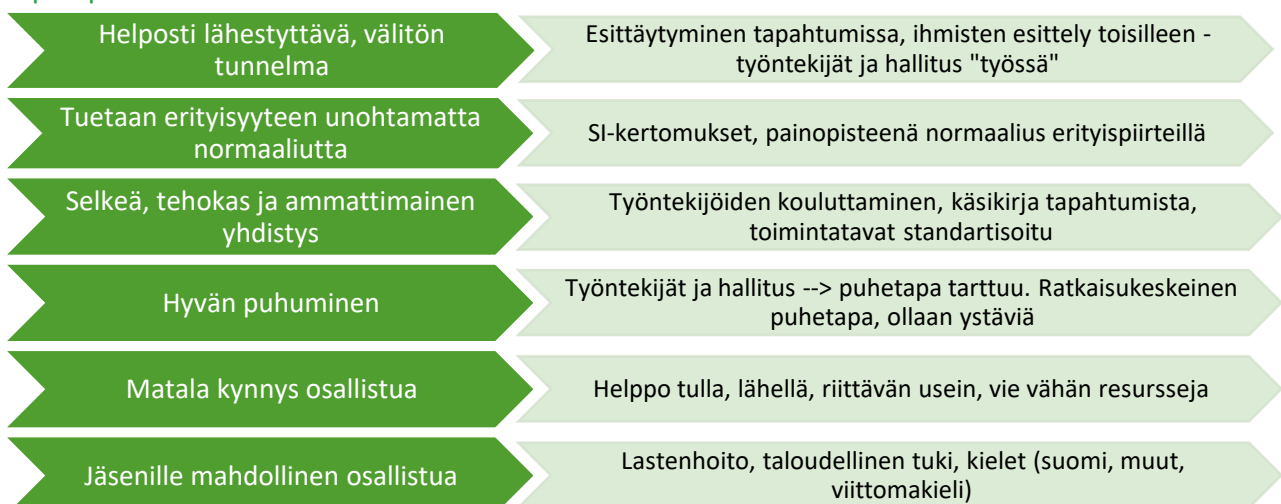 Helposti lähestyttävä, välitön
tunnelma
Esittäytyminen tapahtumissa, ihmisten esittely toisilleen -
työntekijät ja hallitus "työssä"
Tuetaan erityisyyteen unohtamatta
normaaliutta
SI-kertomukset, painopisteenä normaalius erityispiirteillä
Selkeä, tehokas ja ammattimainen
yhdistys
Työntekijöiden kouluttaminen, käsikirja tapahtumista,
toimintatavat standartisoitu
Hyvän puhuminen
Työntekijät ja hallitus --> puhetapa tarttuu. Ratkaisukeskeinen
puhetapa, ollaan ystäviä
Matala kynnys osallistua
Helppo tulla, lähellä, riittävän usein, vie vähän resursseja
Jäsenille mahdollinen osallistua
Lastenhoito, taloudellinen tuki, kielet (suomi, muut,
viittomakieli)